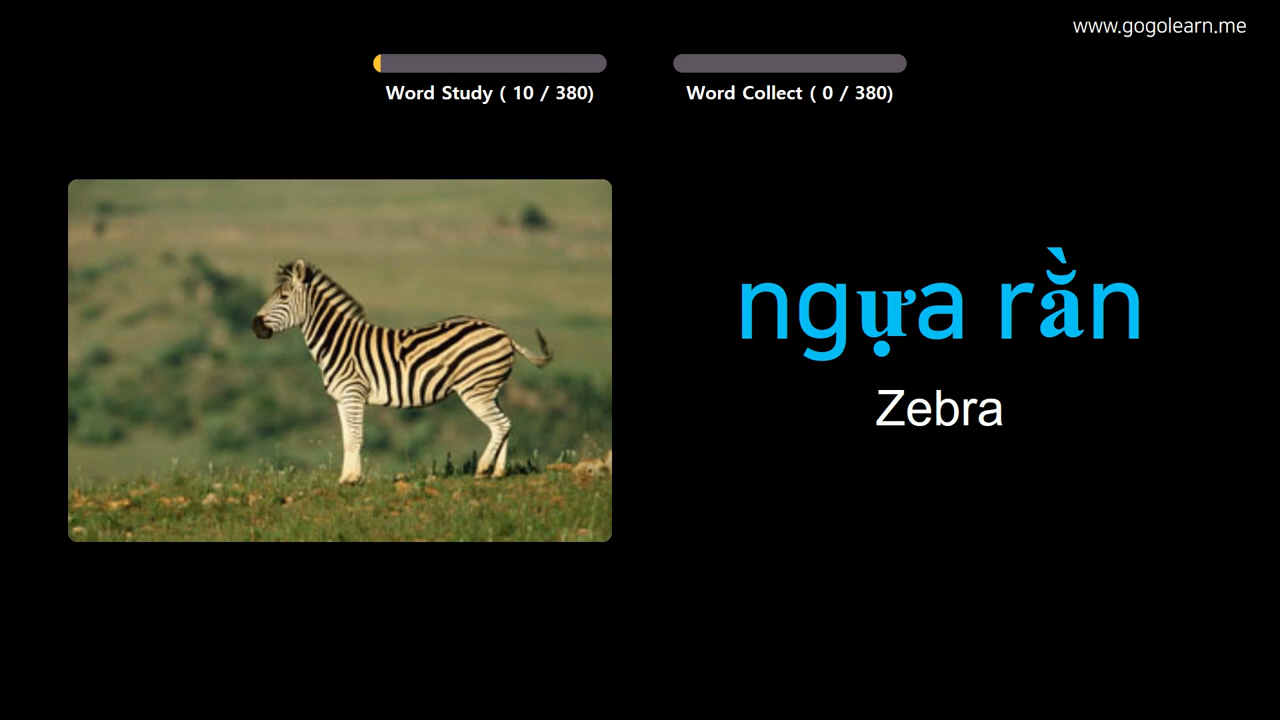 www.gogolearn.me
Word Study ( 10 / 380)
Word Collect ( 0 / 380)
ngựa rằn
Zebra